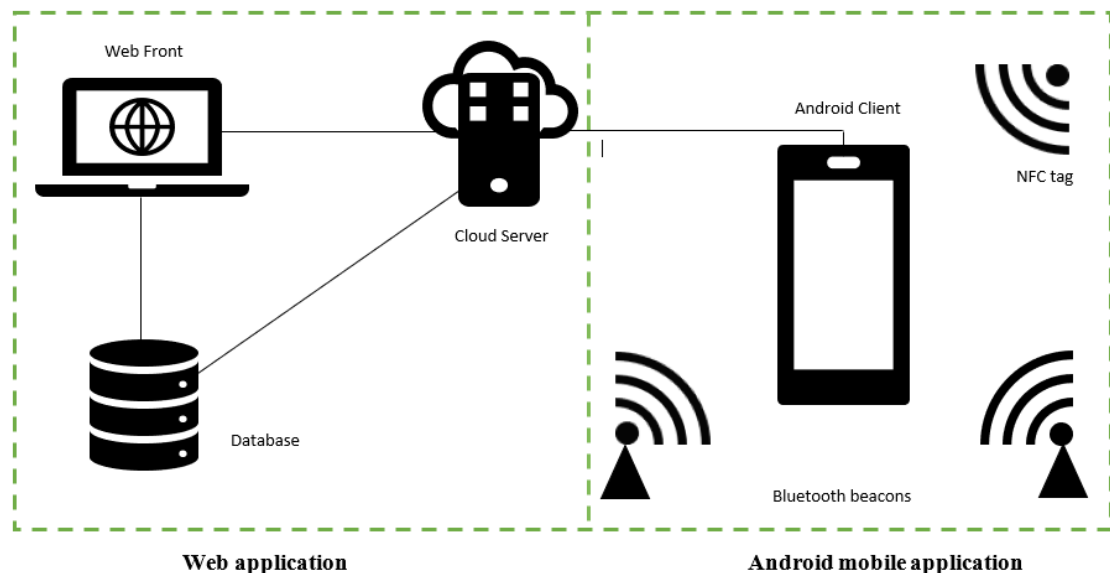 Web Front
Android Client
NFC tag
Cloud Server
Database
Bluetooth beacons
Web application
Android mobile application